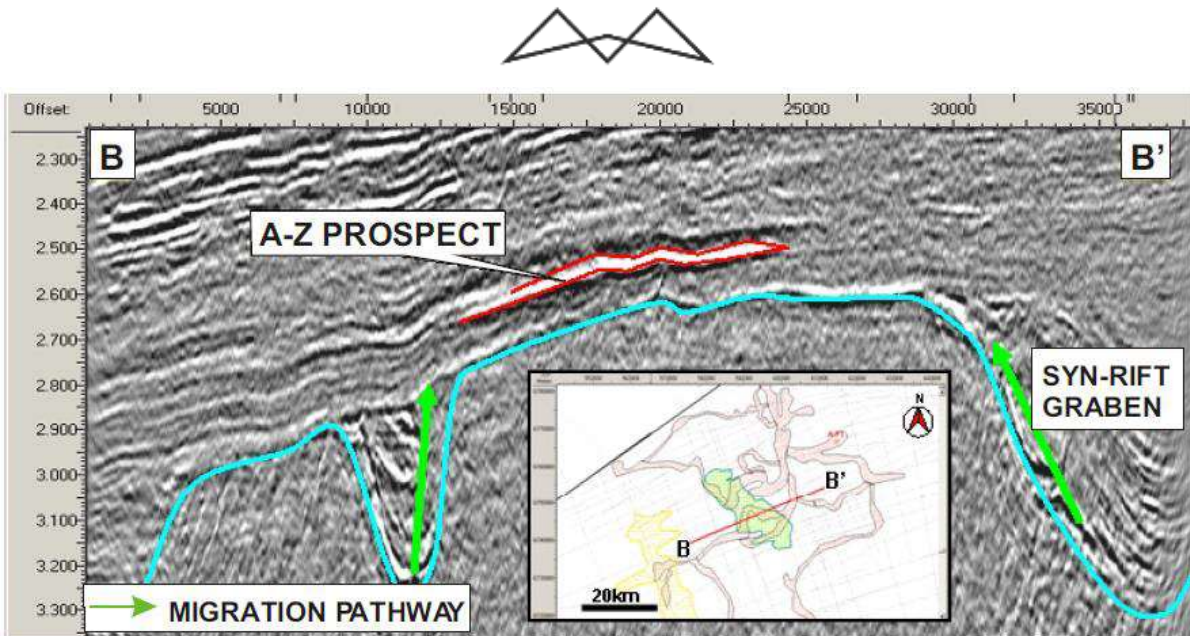 Offset: 5000 10000 15000 20000 25000 30000 35000
B B'
2.300
2.400
A-Z PROSPECT
2.500
2.600
2.700
2.800
SYN-RIFT
GRABEN
2.900
N
3.000
B'
3.100
B
3.200
20km
MIGRATION PATHWAY
3.300